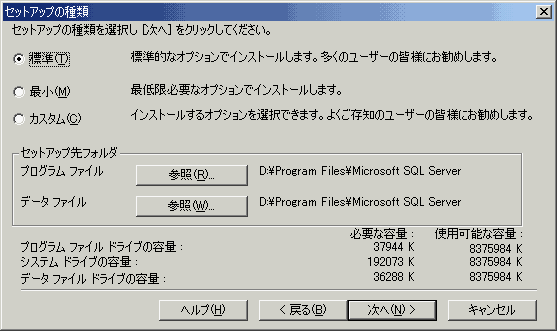 セットアップの種類
セットアップの種類を選択し [次へ] をクリックしてください。
標準(T)　標準的なオプションでインストールします。多くのユーザーの皆様にお勧めします。
最小(M)　最低限必要なオプションでインストールします。
カスタム(C)　インストールするオプションを選択できます。よくご存知のユーザーの皆様にお勧めします。
セットアップ先フォルダ
プログラム ファイル　参照(R)...　D:¥Program Files¥Microsoft SQL Server
データ ファイル　参照(W)...　D:¥Program Files¥Microsoft SQL Server
必要な容量 :　使用可能な容量 :
プログラム ファイル ドライブの容量 :　37944 K　8375984 K
システム ドライブの容量 :　192073 K　8375984 K
データ ファイル ドライブの容量 :　36288 K　8375984 K
ヘルプ(H)　< 戻る(B)　次へ(N) >　キャンセル